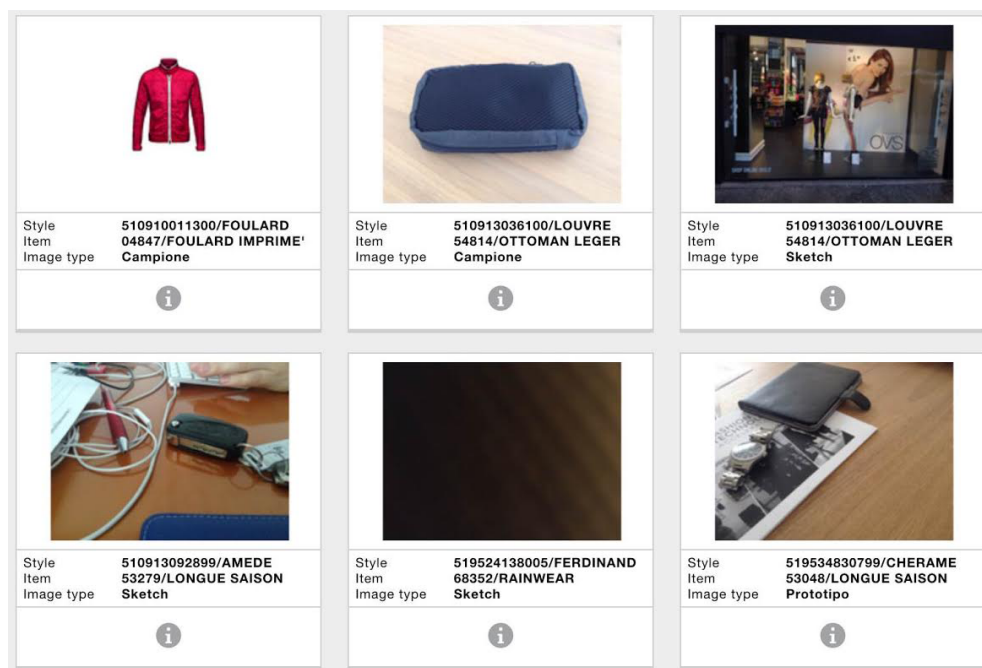 Style 510910011300/FOULARD
Item 04847/FOULARD IMPRIME'
Image type Campione
Style 510913036100/LOUVRE
Item 54814/OTTOMAN LEGER
Image type Campione
OVS
Style 510913036100/LOUVRE
Item 54814/OTTOMAN LEGER
Image type Sketch
Style 510913092899/AMEDE
Item 53279/LONGUE SAISON
Image type Sketch
Style 519524138005/FERDINAND
Item 68352/RAINWEAR
Image type Sketch
Style 519534830799/CHERAME
Item 53048/LONGUE SAISON
Image type Prototipo